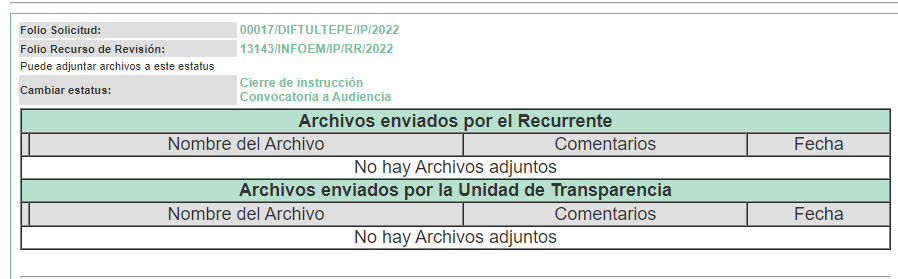 Folio Solicitud: 00017/DIFTULTEPE/IP/2022
Folio Recurso de Revisión: 13143/INFOEM/IP/RR/2022
Puede adjuntar archivos a este estatus
Cambiar estatus: Cierre de instrucción
Convocatoria a Audiencia
Archivos enviados por el Recurrente
Nombre del Archivo Comentarios Fecha
No hay Archivos adjuntos
Archivos enviados por la Unidad de Transparencia
Nombre del Archivo Comentarios Fecha
No hay Archivos adjuntos